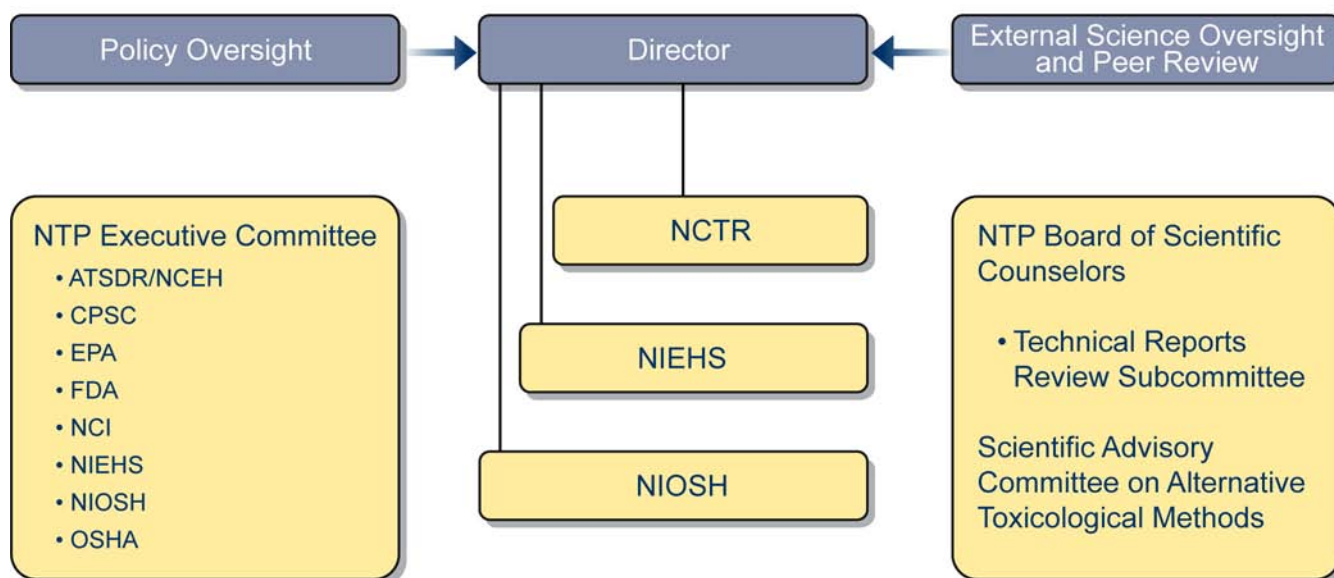 Policy Oversight
Director
External Science Oversight
and Peer Review
NTP Executive Committee
• ATSDR/NCEH
• CPSC
• EPA
• FDA
• NCI
• NIEHS
• NIOSH
• OSHA
NCTR
NIEHS
NIOSH
NTP Board of Scientific
Counselors
• Technical Reports
Review Subcommittee
Scientific Advisory
Committee on Alternative
Toxicological Methods